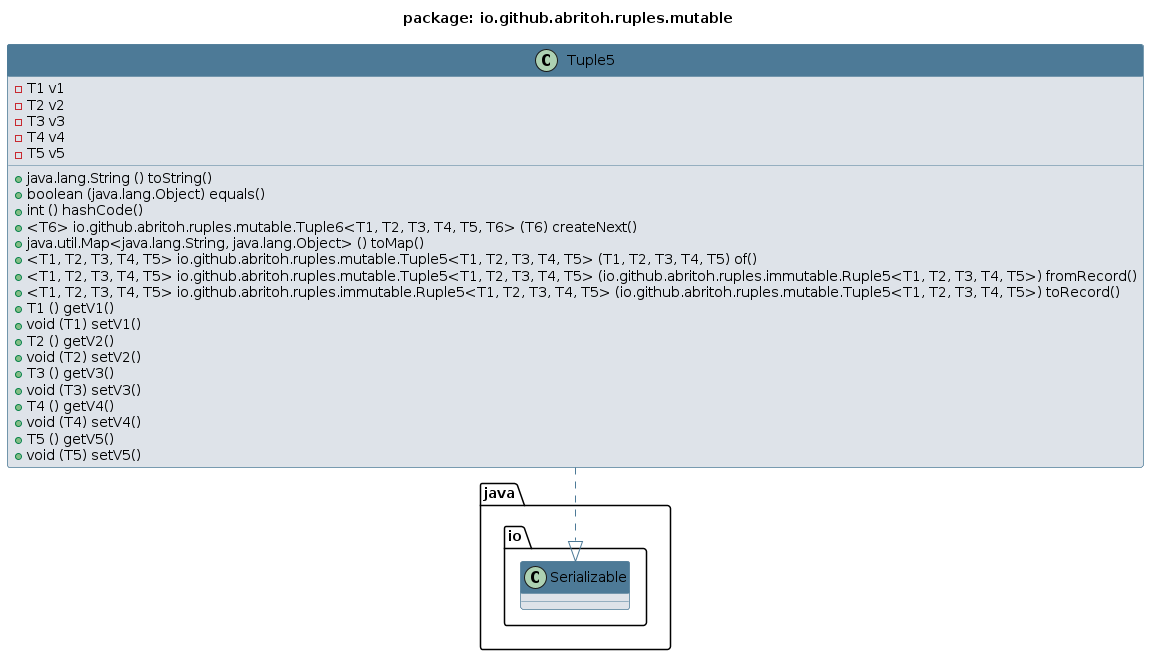 package: io.github.abritoh.ruples.mutable
C Tuple5
T1 v1
T2 v2
T3 v3
T4 v4
T5 v5
java.lang.String () toString()
boolean (java.lang.Object) equals()
int () hashCode()
<T6> io.github.abritoh.ruples.mutable.Tuple6<T1, T2, T3, T4, T5, T6> (T6) createNext()
java.util.Map<java.lang.String, java.lang.Object> () toMap()
<T1, T2, T3, T4, T5> io.github.abritoh.ruples.mutable.Tuple5<T1, T2, T3, T4, T5> (T1, T2, T3, T4, T5) of()
<T1, T2, T3, T4, T5> io.github.abritoh.ruples.mutable.Tuple5<T1, T2, T3, T4, T5> (io.github.abritoh.ruples.immutable.Ruple5<T1, T2, T3, T4, T5>) fromRecord()
<T1, T2, T3, T4, T5> io.github.abritoh.ruples.immutable.Ruple5<T1, T2, T3, T4, T5> (io.github.abritoh.ruples.mutable.Tuple5<T1, T2, T3, T4, T5>) toRecord()
T1 () getV1()
void (T1) setV1()
T2 () getV2()
void (T2) setV2()
T3 () getV3()
void (T3) setV3()
T4 () getV4()
void (T4) setV4()
T5 () getV5()
void (T5) setV5()
java
io
C Serializable